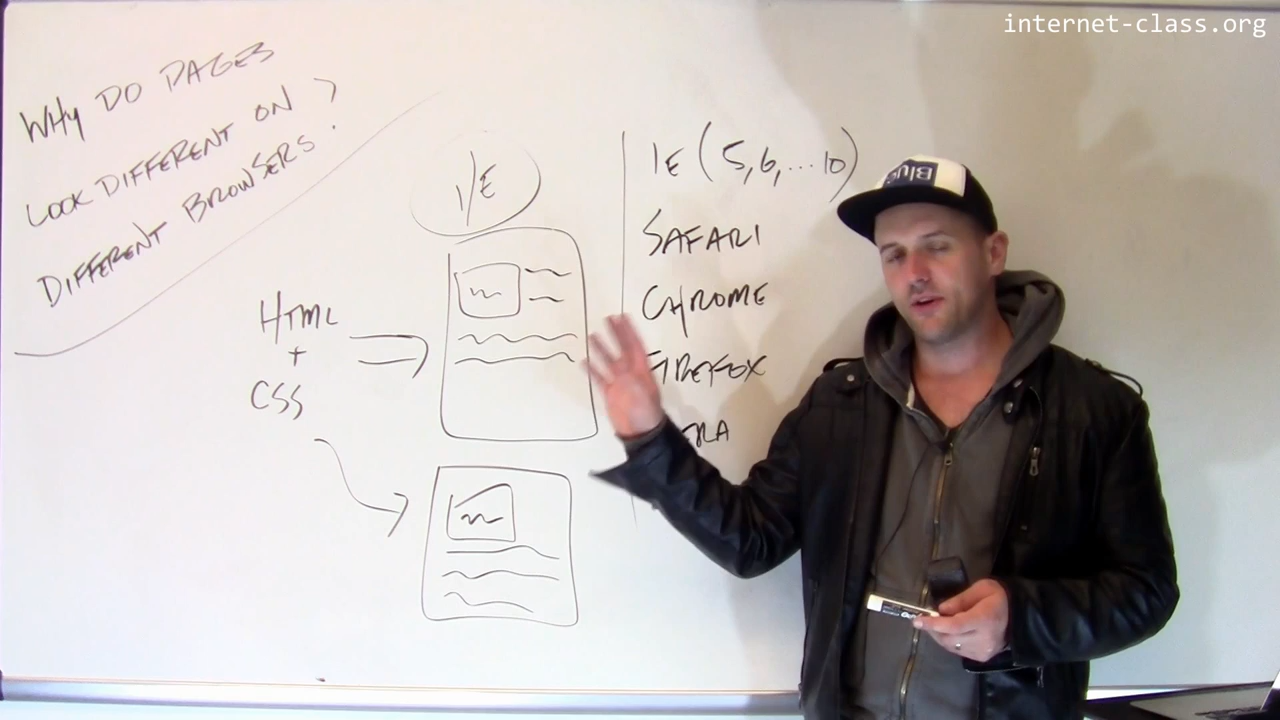 internet-class.org
WHY DO PAGES
LOOK DIFFERENT ON
DIFFERENT BROWSERS?
I/E
HTML
+
CSS
IE (5,6,...10)
SAFARI
CHROME
FIREFOX
ERA